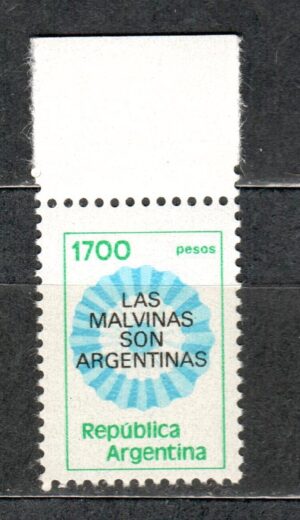 1700 pesos
LAS
MALVINAS
SON
ARGENTINAS
República
Argentina